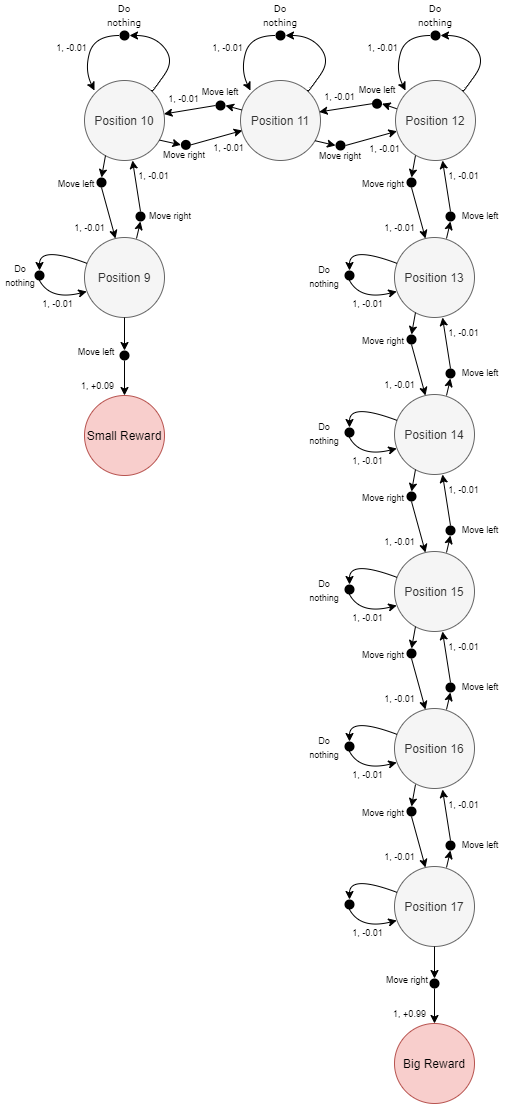 Do
nothing
Do
nothing
Do
nothing
1, -0.01
1, -0.01
1, -0.01
Move left
1, -0.01
Move left
1, -0.01
Position 10
Position 11
Position 12
Move right
1, -0.01
Move right
1, -0.01
Move left
1, -0.01
Move right
1, -0.01
Move right
1, -0.01
Move left
1, -0.01
Do
nothing
Position 9
1, -0.01
Do
nothing
Position 13
1, -0.01
Move left
1, +0.09
Small Reward
Move right
1, -0.01
Move left
1, -0.01
Do
nothing
Position 14
1, -0.01
Move right
1, -0.01
Move left
1, -0.01
Do
nothing
Position 15
1, -0.01
Move right
1, -0.01
Move left
1, -0.01
Do
nothing
Position 16
1, -0.01
Move right
1, -0.01
Move left
1, -0.01
Position 17
1, -0.01
Move right
1, +0.99
Big Reward